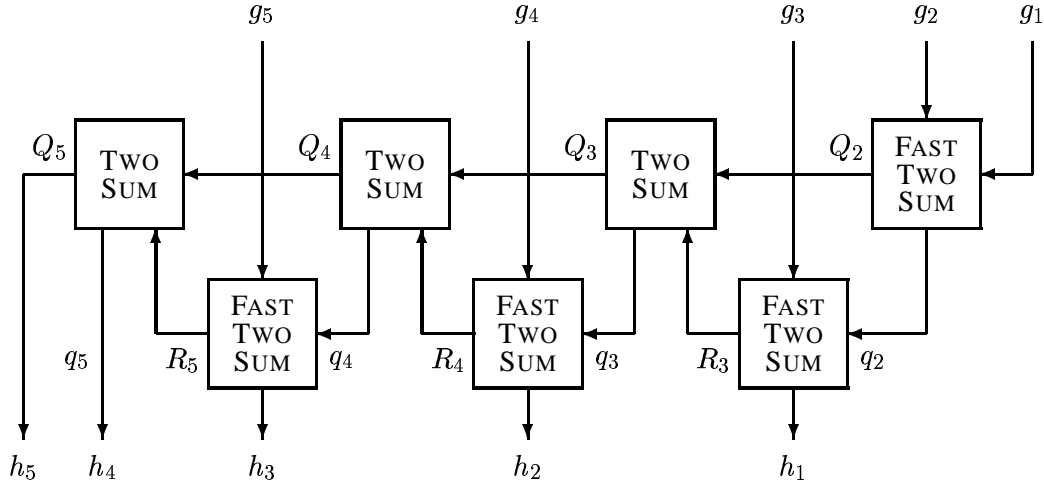 g₅ g₄ g₃ g₂ g₁
Q₅ Q₄ Q₃ Q₂
TWO
SUM
TWO
SUM
TWO
SUM
FAST
TWO
SUM
FAST
TWO
SUM
FAST
TWO
SUM
FAST
TWO
SUM
q₅ R₅ q₄ R₄ q₃ R₃ q₂
h₅ h₄ h₃ h₂ h₁